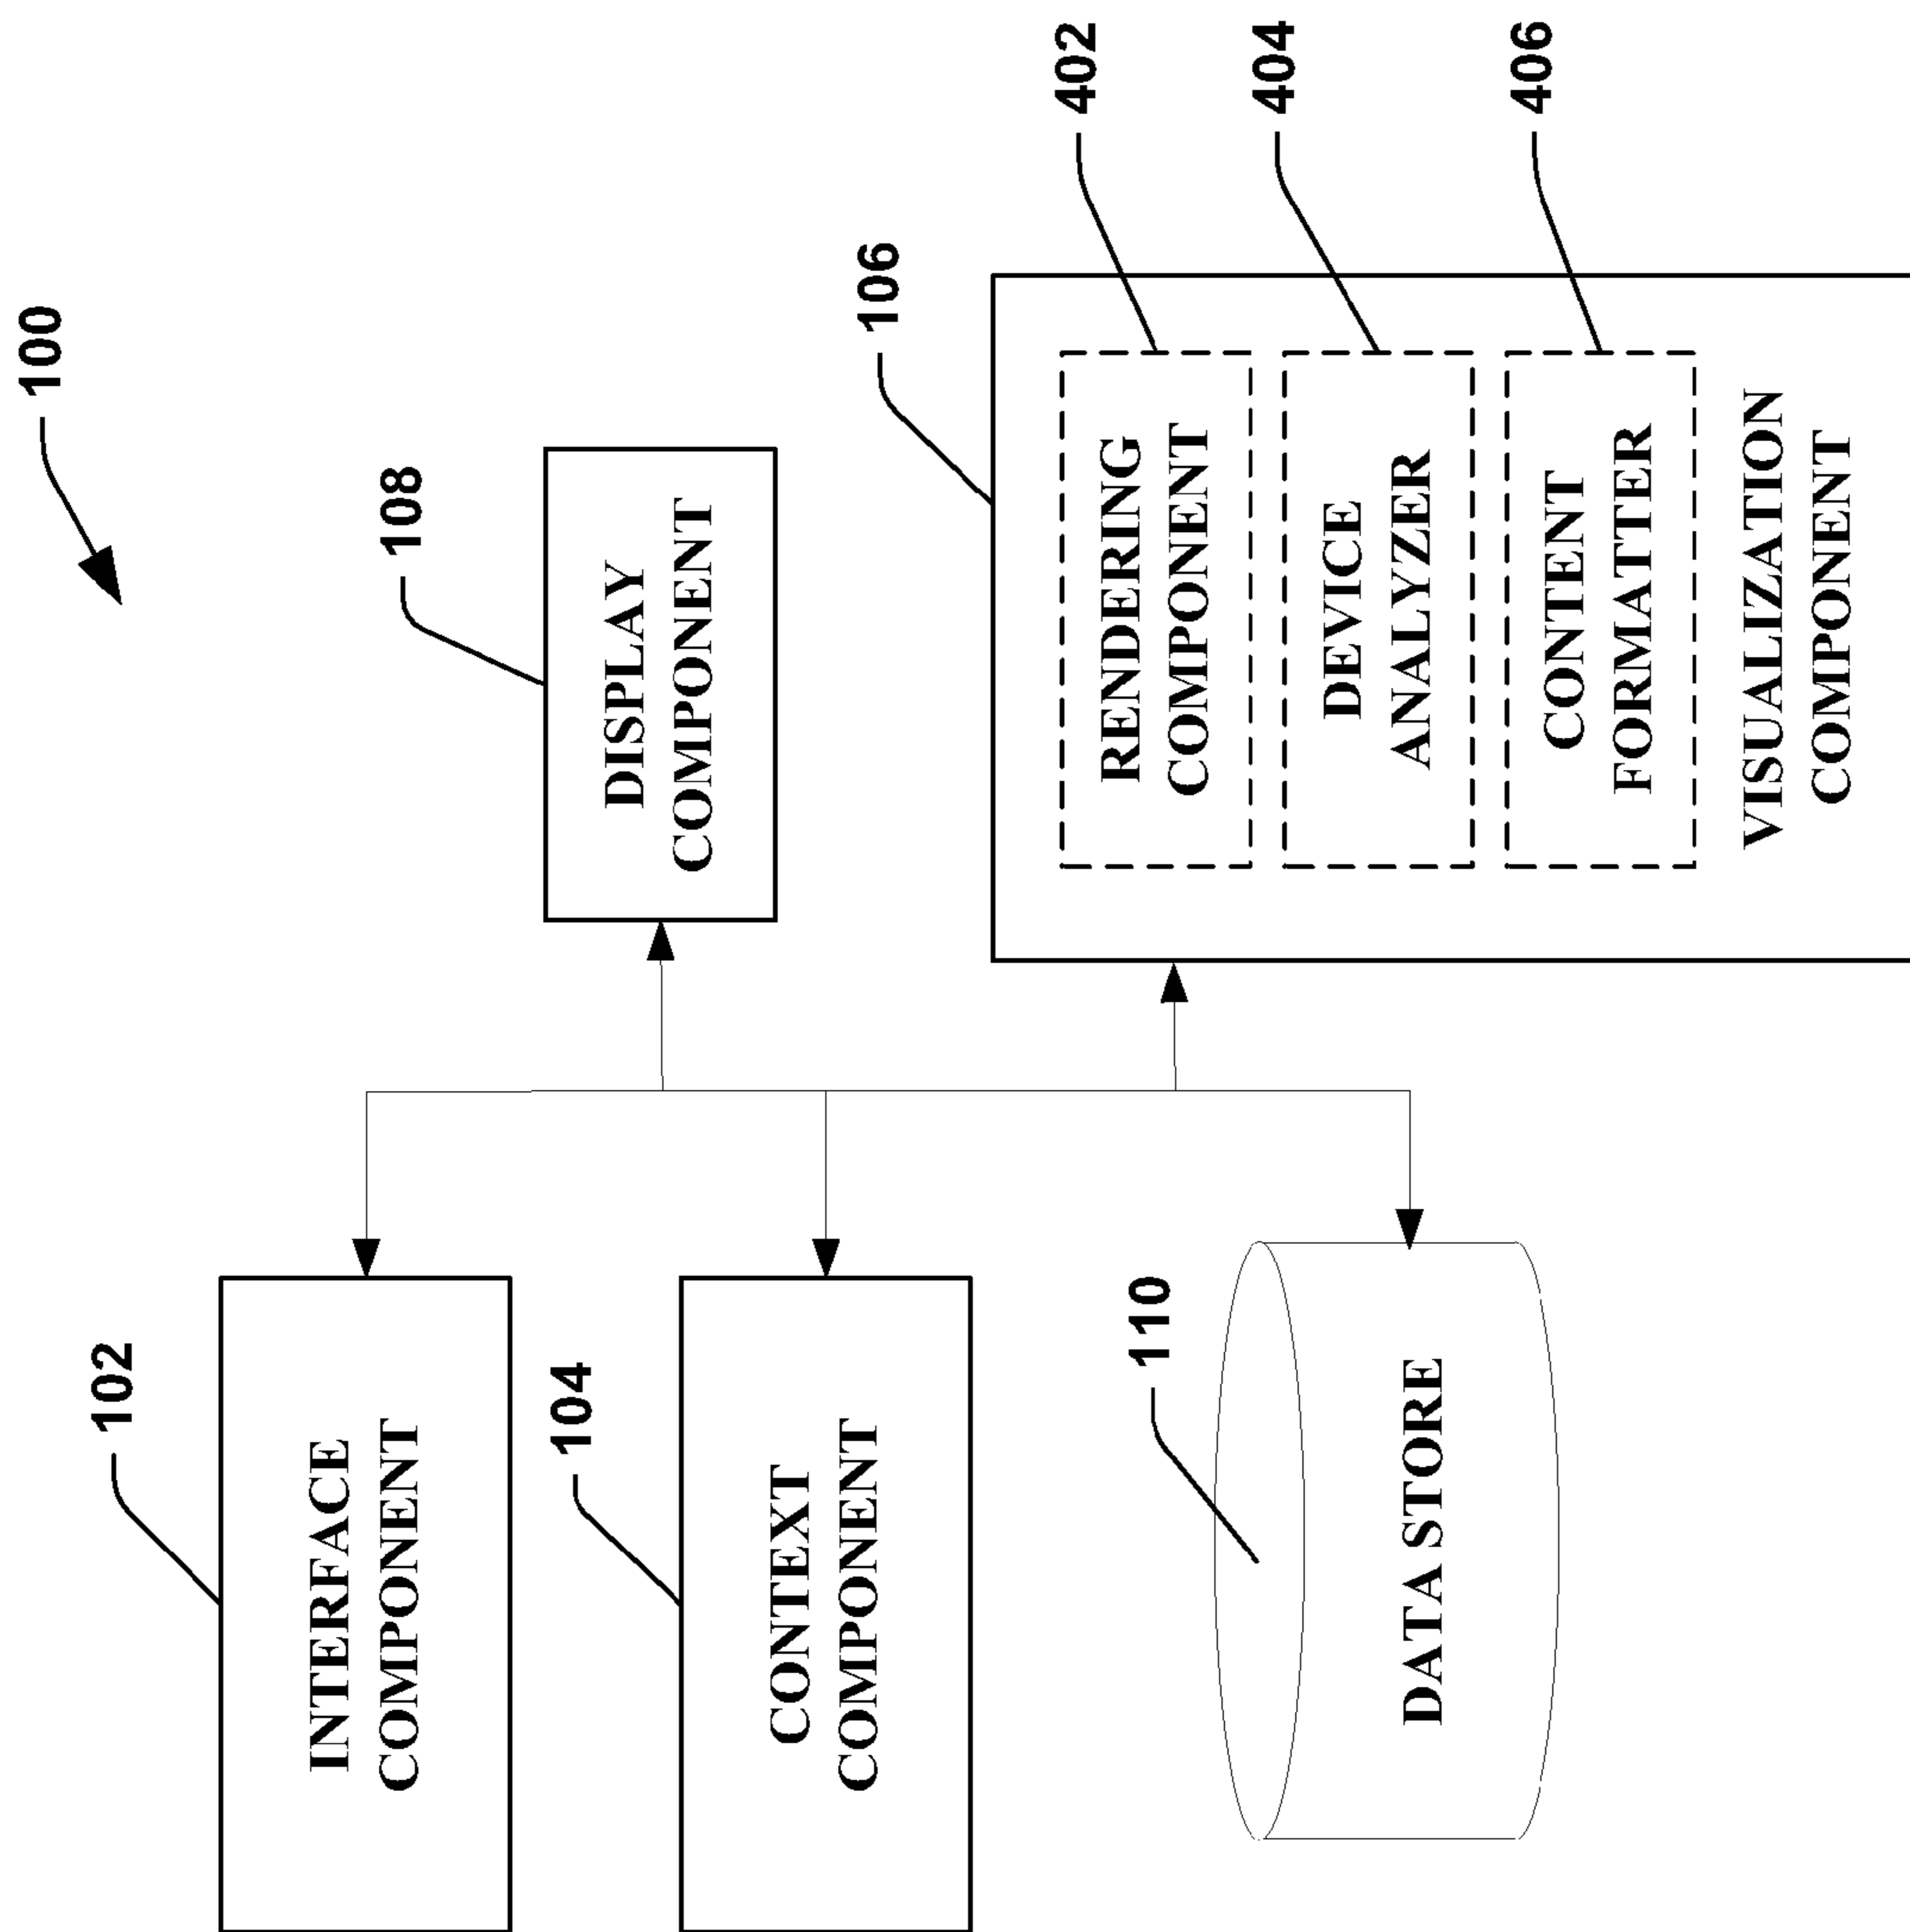 100
102
INTERFACE
COMPONENT
108
DISPLAY
COMPONENT
104
CONTEXT
COMPONENT
106
RENDERING
COMPONENT
402
DEVICE
ANALYZER
404
CONTENT
FORMATTER
406
VISUALIZATION
COMPONENT
110
DATA STORE